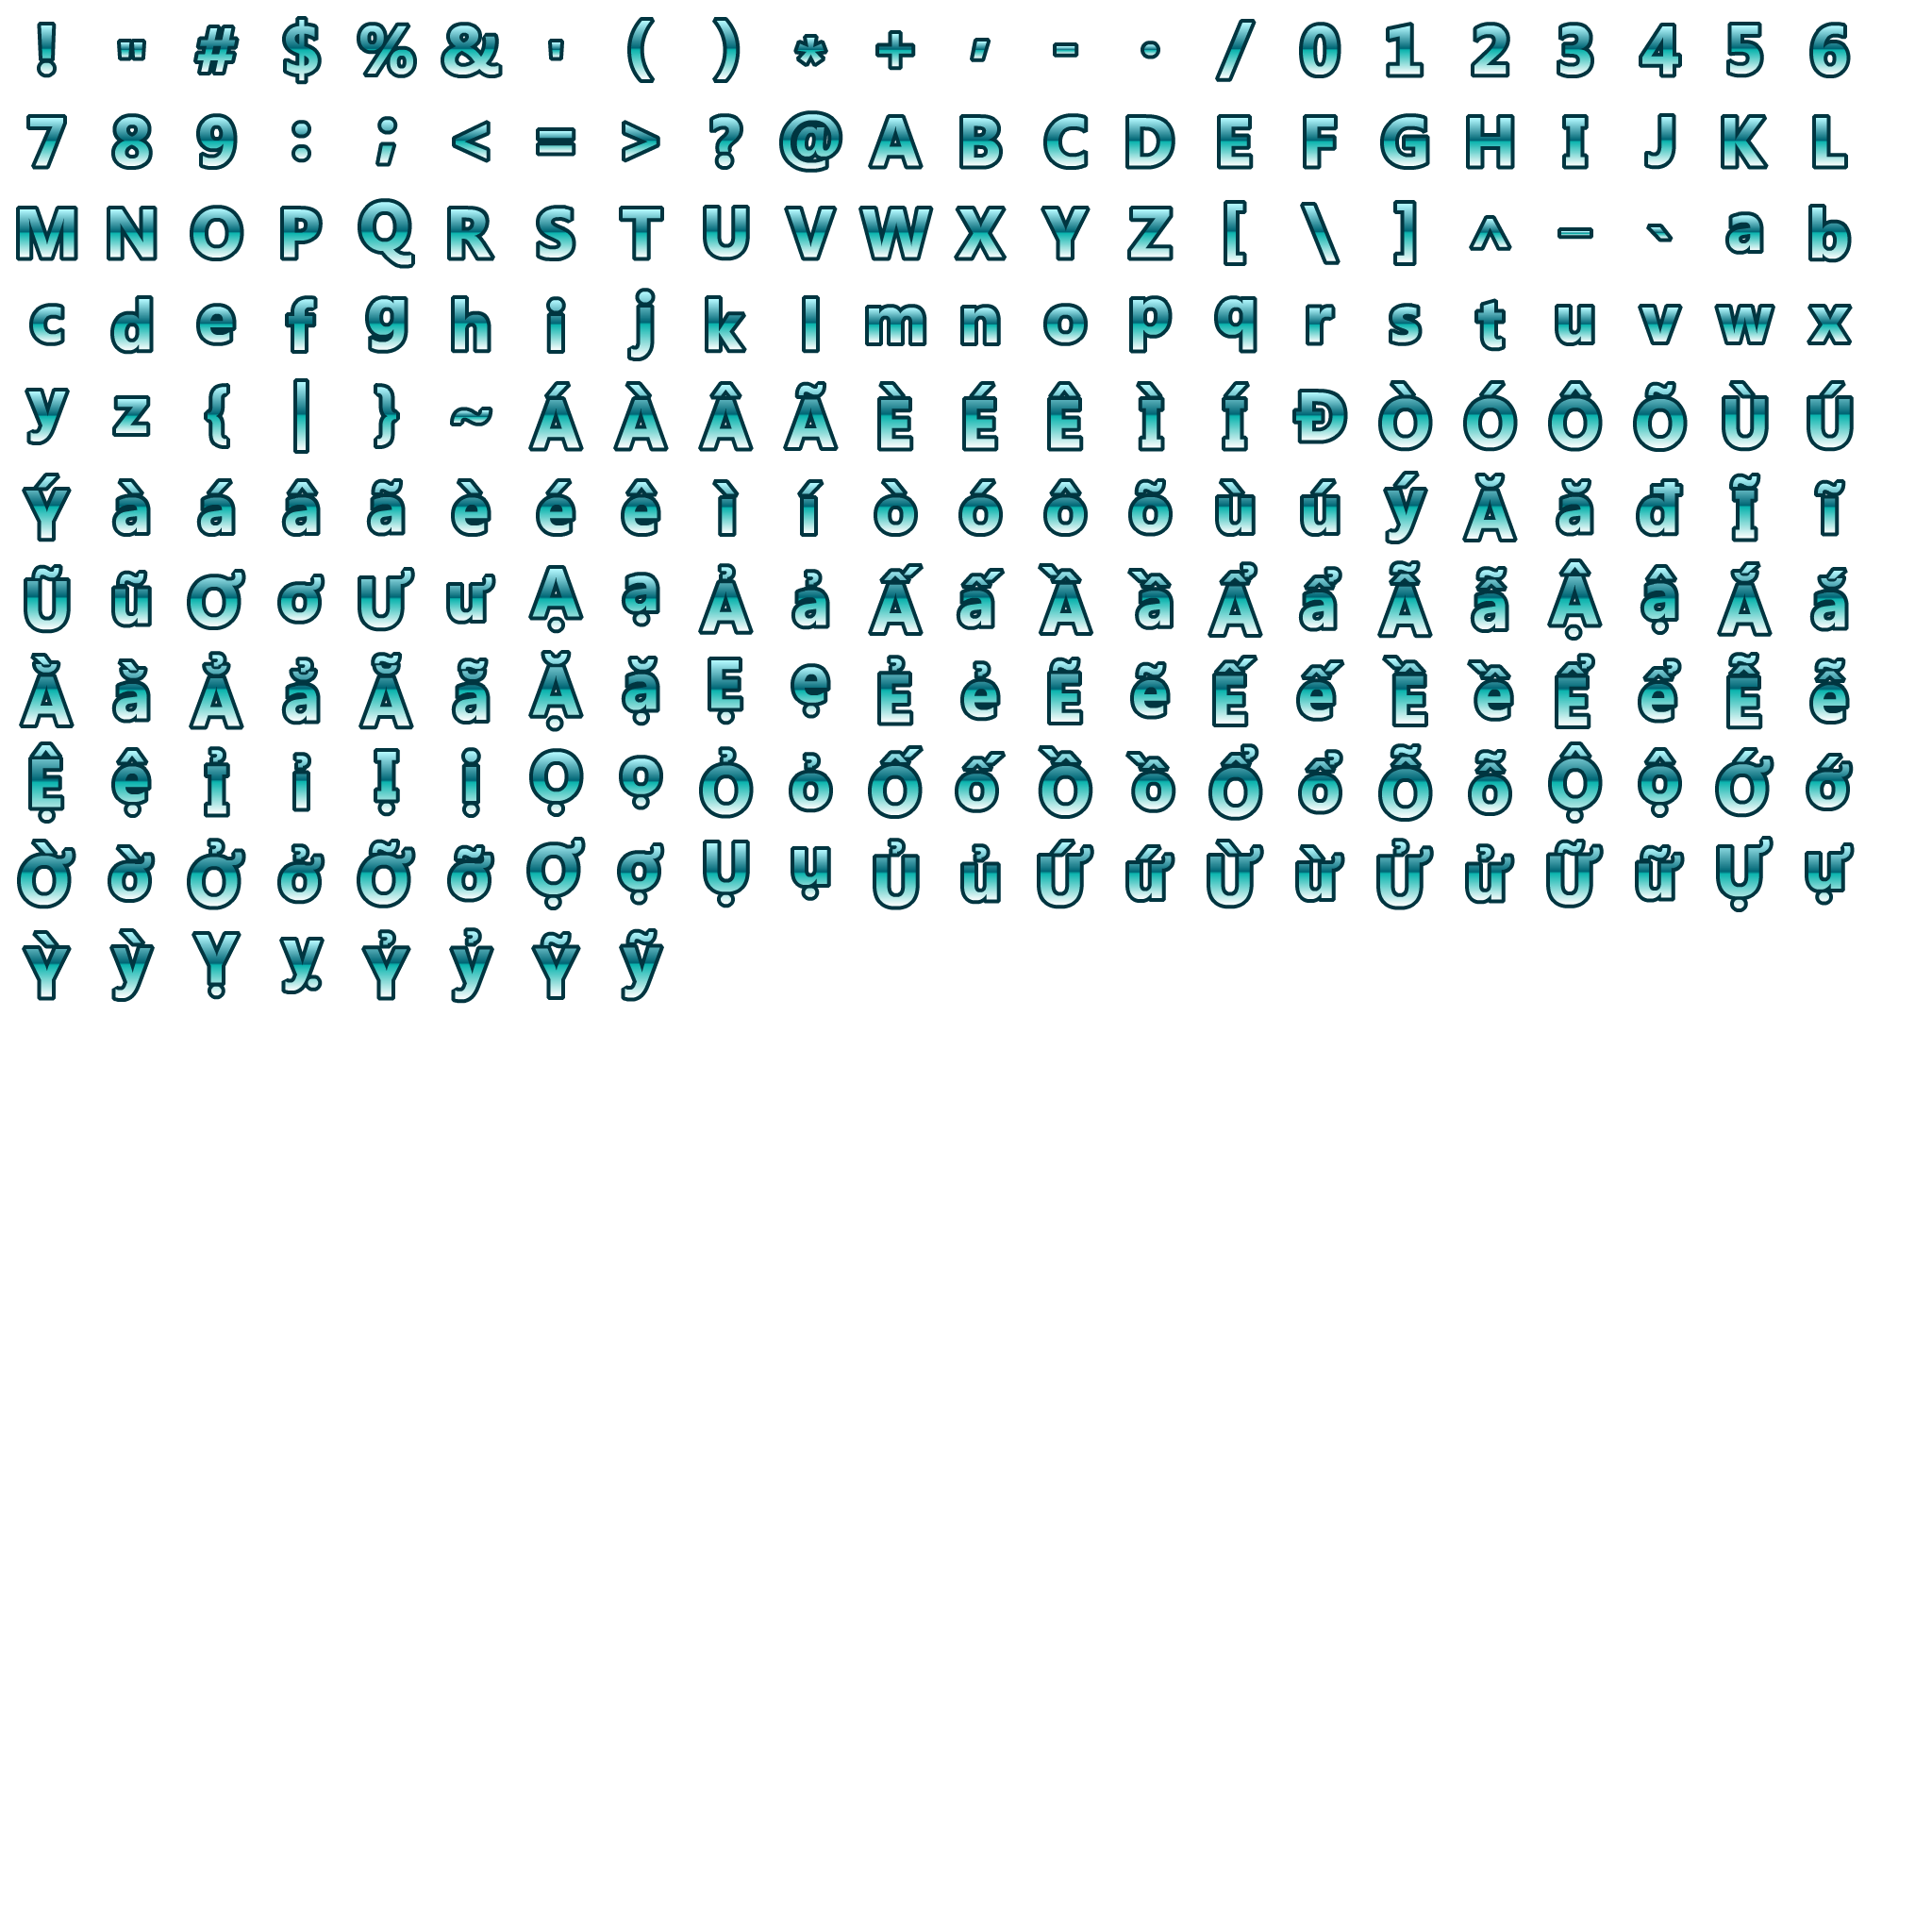 ! " # $ % & ' ( ) * + , - . / 0 1 2 3 4 5 6
7 8 9 : ; < = > ? @ A B C D E F G H I J K L
M N O P Q R S T U V W X Y Z [ \ ] ^ _ ` a b
c d e f g h i j k l m n o p q r s t u v w x
y z { | } ~ Á À Â Ã È É Ê Ì Í Đ Ò Ó Ô Õ Ù Ú
Ý à á â ã è é ê ì í ò ó ô õ ù ú ý Ă ă đ Ĩ ĩ
Ũ ũ Ơ ơ Ư ư Ạ ạ Ả ả Ấ ấ Ầ ầ Ẩ ẩ Ẫ ẫ Ậ ậ Ắ ắ
Ằ ằ Ẳ ẳ Ẵ ẵ Ặ ặ Ẹ ẹ Ẻ ẻ Ẽ ẽ Ế ế Ề ề Ể ể Ễ ễ
Ệ ệ Ỉ ỉ Ị ị Ọ ọ Ỏ ỏ Ố ố Ồ ồ Ổ ổ Ỗ ỗ Ộ ộ Ớ ớ
Ờ ờ Ở ở Ỡ ỡ Ợ ợ Ụ ụ Ủ ủ Ứ ứ Ừ ừ Ử ử Ữ ữ Ự ự
Ỳ ỳ Ỵ ỵ Ỷ ỷ Ỹ ỹ